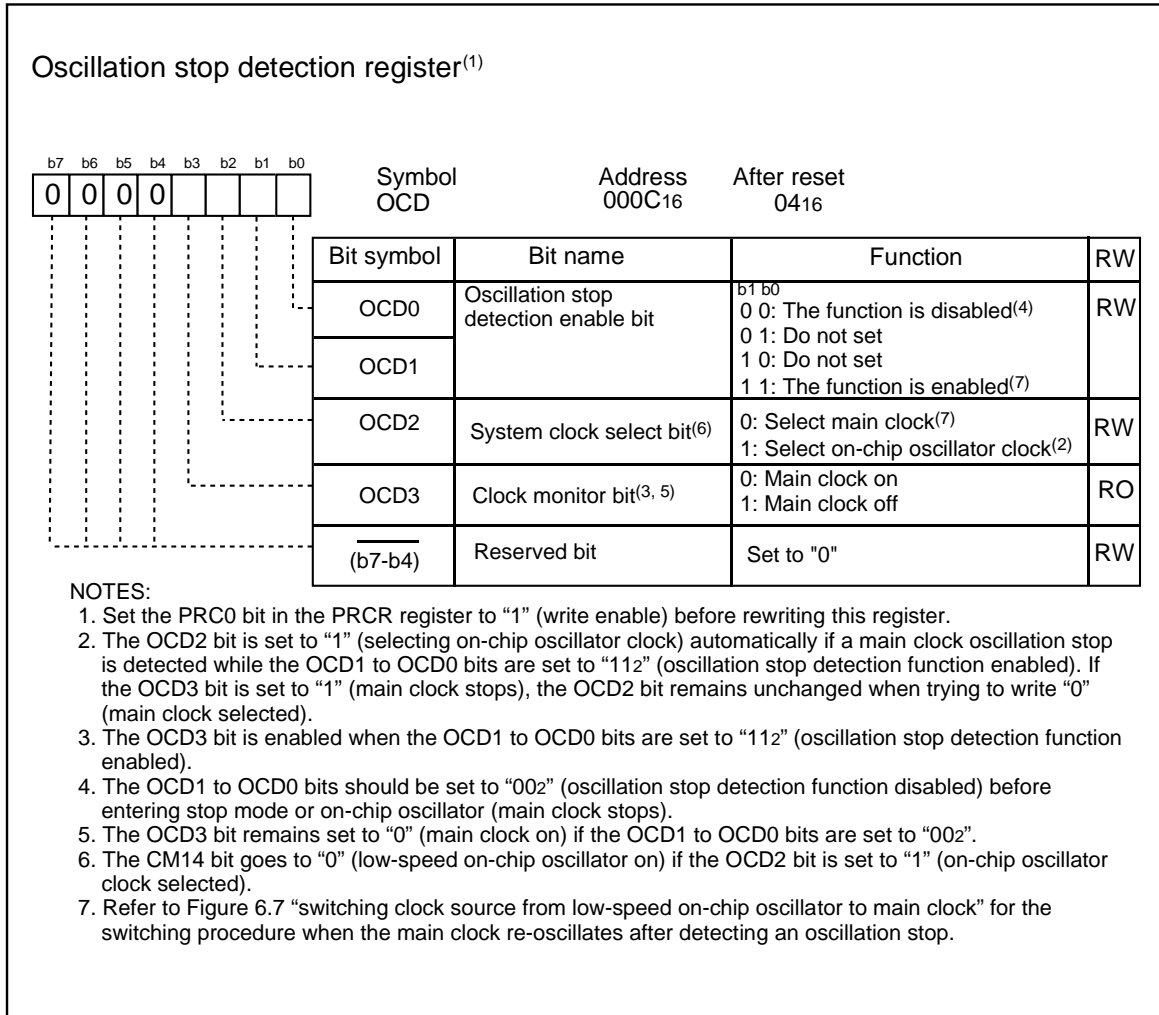 Oscillation stop detection register(1)
b7 b6 b5 b4 b3 b2 b1 b0
0 0 0 0
Symbol Address After reset
OCD 000C16 0416
Bit symbol Bit name Function RW
OCD0 Oscillation stop
detection enable bit
b1 b0
0 0: The function is disabled(4)
0 1: Do not set
1 0: Do not set
1 1: The function is enabled(7)
RW
OCD1
OCD2 System clock select bit(6) 0: Select main clock(7)
1: Select on-chip oscillator clock(2)
RW
OCD3 Clock monitor bit(3, 5) 0: Main clock on
1: Main clock off
RO
(b7-b4) Reserved bit Set to "0" RW
NOTES:
1. Set the PRC0 bit in the PRCR register to “1” (write enable) before rewriting this register.
2. The OCD2 bit is set to “1” (selecting on-chip oscillator clock) automatically if a main clock oscillation stop
is detected while the OCD1 to OCD0 bits are set to “112” (oscillation stop detection function enabled). If
the OCD3 bit is set to “1” (main clock stops), the OCD2 bit remains unchanged when trying to write “0”
(main clock selected).
3. The OCD3 bit is enabled when the OCD1 to OCD0 bits are set to “112” (oscillation stop detection function
enabled).
4. The OCD1 to OCD0 bits should be set to “002” (oscillation stop detection function disabled) before
entering stop mode or on-chip oscillator (main clock stops).
5. The OCD3 bit remains set to “0” (main clock on) if the OCD1 to OCD0 bits are set to “002”.
6. The CM14 bit goes to “0” (low-speed on-chip oscillator on) if the OCD2 bit is set to “1” (on-chip oscillator
clock selected).
7. Refer to Figure 6.7 “switching clock source from low-speed on-chip oscillator to main clock” for the
switching procedure when the main clock re-oscillates after detecting an oscillation stop.